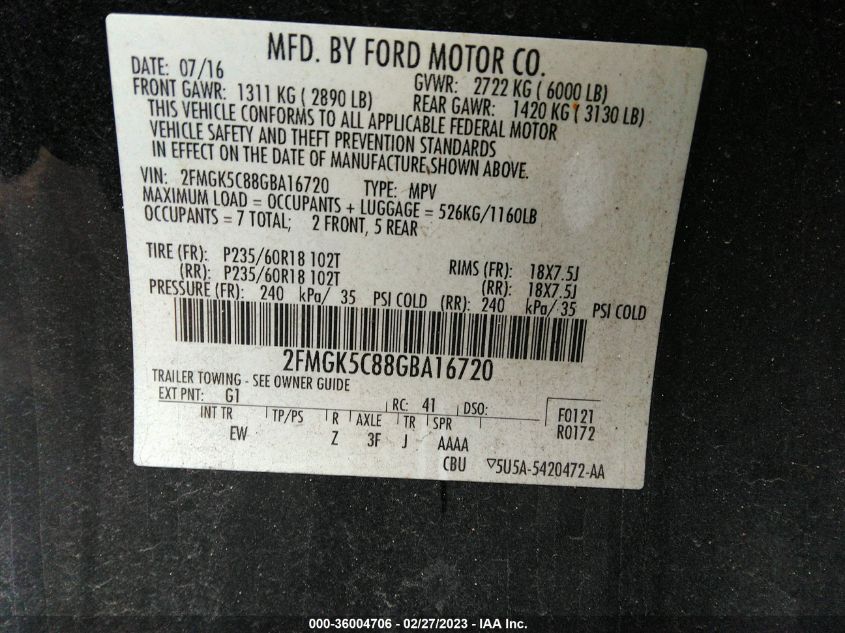 MFD. BY FORD MOTOR CO.
DATE: 07/16 GVWR: 2722 KG ( 6000 LB)
FRONT GAWR: 1311 KG ( 2890 LB) REAR GAWR: 1420 KG ( 3130 LB)
THIS VEHICLE CONFORMS TO ALL APPLICABLE FEDERAL MOTOR
VEHICLE SAFETY AND THEFT PREVENTION STANDARDS
IN EFFECT ON THE DATE OF MANUFACTURE SHOWN ABOVE.
VIN: 2FMGK5C88GBA16720 TYPE: MPV
MAXIMUM LOAD = OCCUPANTS + LUGGAGE = 526KG/1160LB
OCCUPANTS = 7 TOTAL; 2 FRONT, 5 REAR
TIRE (FR): P235/60R18 102T RIMS (FR): 18X7.5J
(RR): P235/60R18 102T (RR): 18X7.5J
PRESSURE (FR): 240 kPa/ 35 PSI COLD (RR): 240 kPa/ 35 PSI COLD
2FMGK5C88GBA16720
TRAILER TOWING - SEE OWNER GUIDE
EXT PNT: G1 RC: 41 DSO: F0121
INT TR TP/PS R AXLE TR SPR R0172
EW Z 3F J AAAA
CBU ▽5U5A-5420472-AA
000-36004706 - 02/27/2023 - IAA Inc.